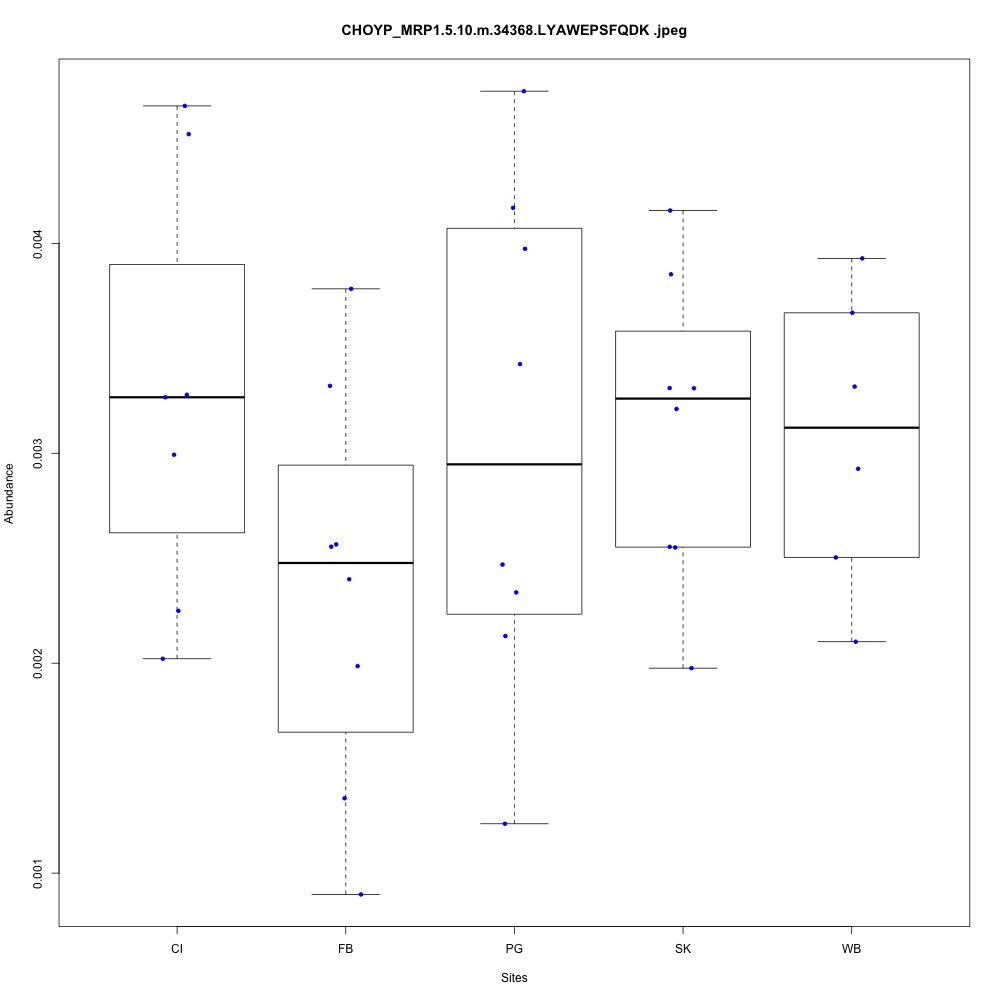 CHOYP_MRP1.5.10.m.34368.LYAWEPSFQDK .jpeg
Abundance
0.004
0.003
0.002
0.001
CI FB PG SK WB
Sites